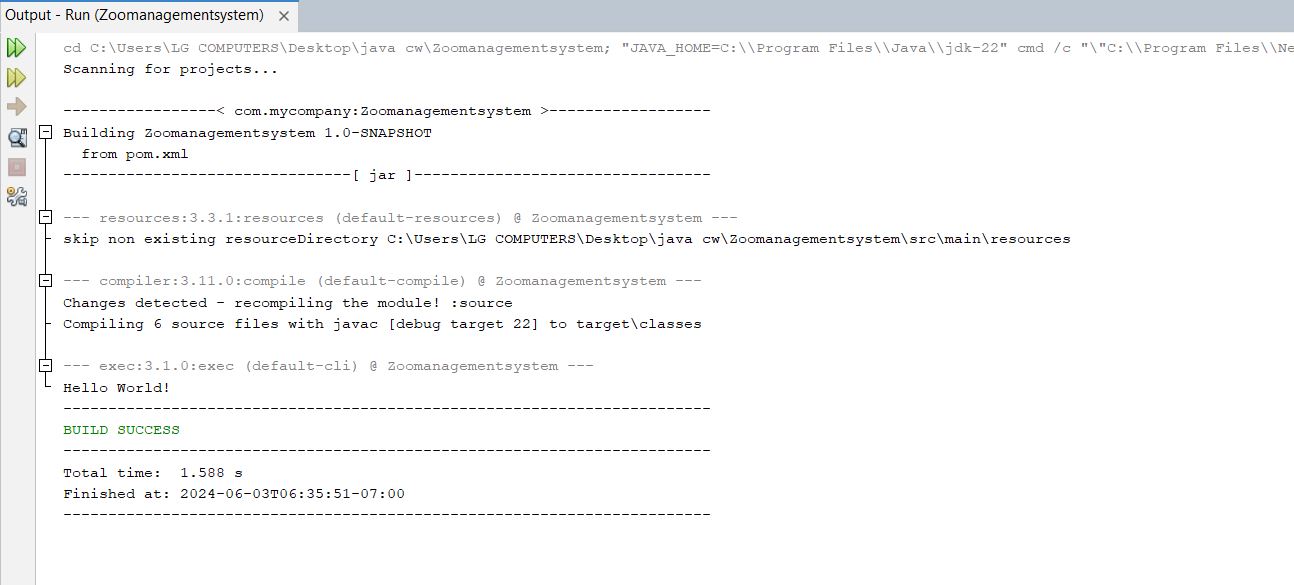 Output - Run (Zoomanagementsystem) ×
cd C:\Users\LG COMPUTERS\Desktop\java cw\Zoomanagementsystem; "JAVA_HOME=C:\\Program Files\\Java\\jdk-22" cmd /c "\"C:\\Program Files\\Ne
Scanning for projects...
-----------------< com.mycompany:Zoomanagementsystem >------------------
Building Zoomanagementsystem 1.0-SNAPSHOT
from pom.xml
--------------------------------[ jar ]---------------------------------
--- resources:3.3.1:resources (default-resources) @ Zoomanagementsystem ---
skip non existing resourceDirectory C:\Users\LG COMPUTERS\Desktop\java cw\Zoomanagementsystem\src\main\resources
--- compiler:3.11.0:compile (default-compile) @ Zoomanagementsystem ---
Changes detected - recompiling the module! :source
Compiling 6 source files with javac [debug target 22] to target\classes
--- exec:3.1.0:exec (default-cli) @ Zoomanagementsystem ---
Hello World!
------------------------------------------------------------------------
BUILD SUCCESS
------------------------------------------------------------------------
Total time:  1.588 s
Finished at: 2024-06-03T06:35:51-07:00
------------------------------------------------------------------------